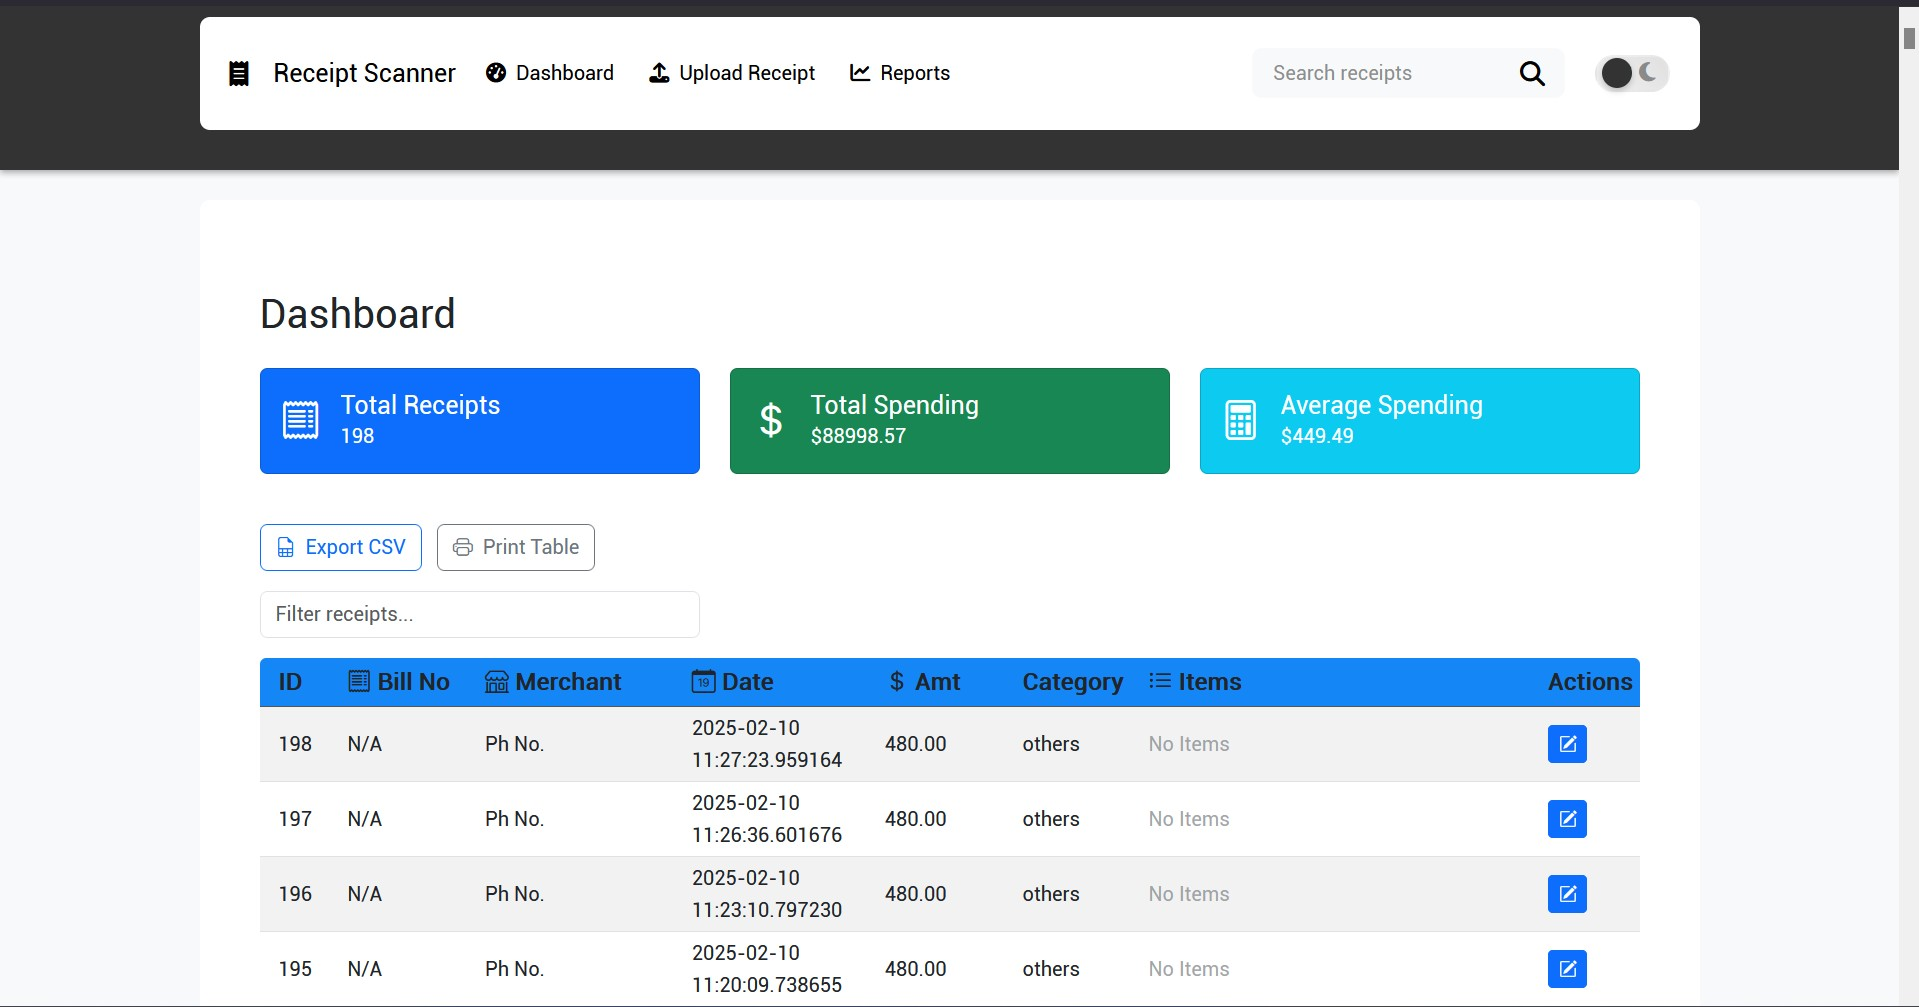 Receipt Scanner Dashboard Upload Receipt Reports Search receipts
Dashboard
Total Receipts
198
Total Spending
$88998.57
Average Spending
$449.49
Export CSV Print Table
Filter receipts...
ID Bill No Merchant 19 Date $ Amt Category Items Actions
198 N/A Ph No. 2025-02-10 11:27:23.959164 480.00 others No Items
197 N/A Ph No. 2025-02-10 11:26:36.601676 480.00 others No Items
196 N/A Ph No. 2025-02-10 11:23:10.797230 480.00 others No Items
195 N/A Ph No. 2025-02-10 11:20:09.738655 480.00 others No Items